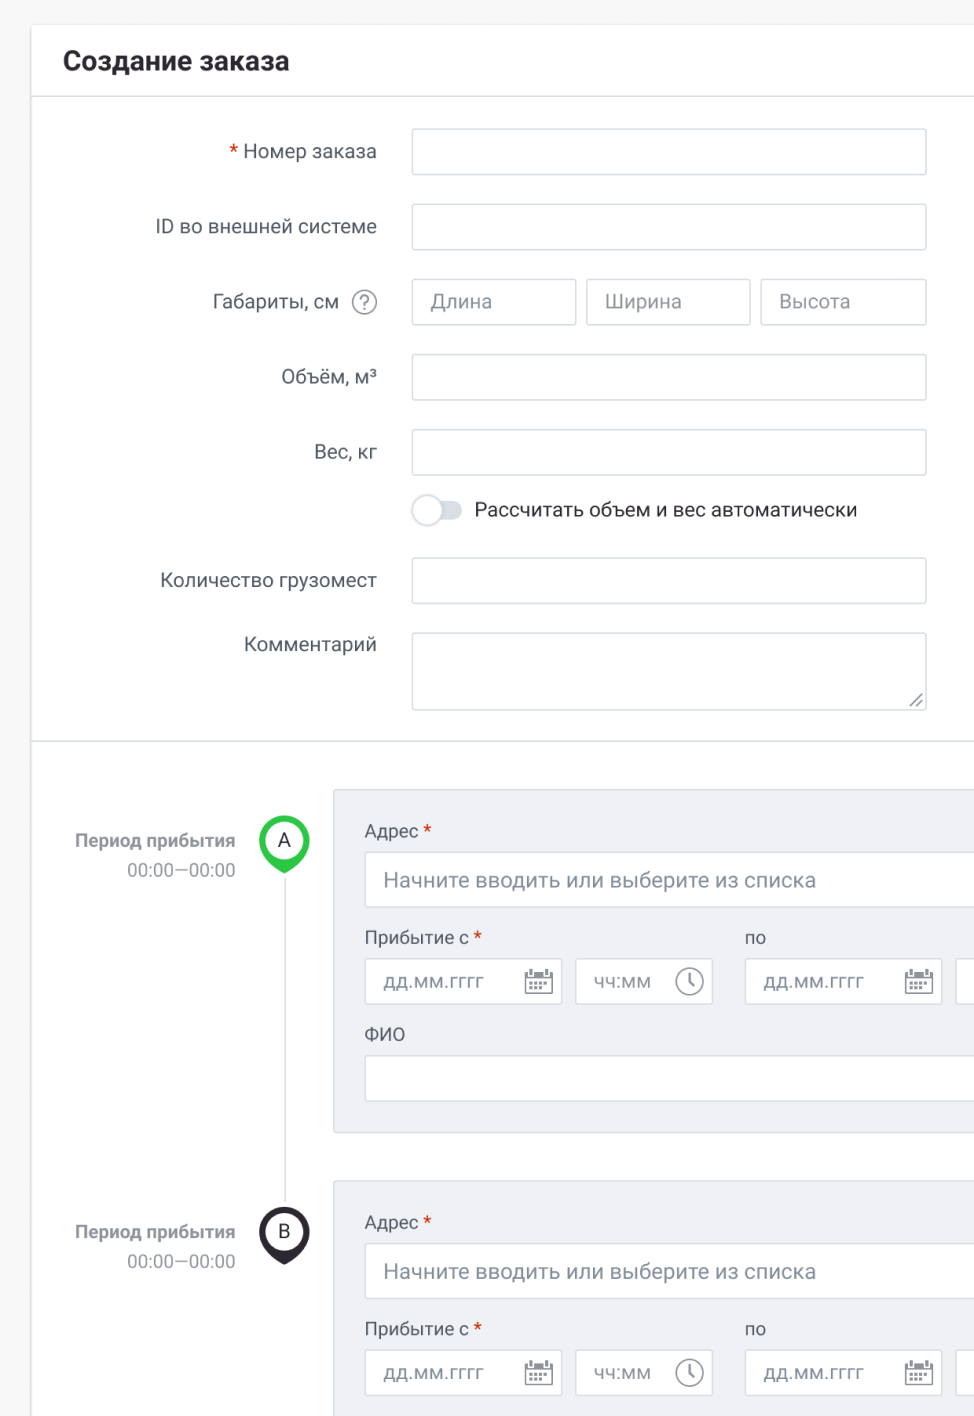 Создание заказа
* Номер заказа
ID во внешней системе
Габариты, см ? Длина Ширина Высота
Объём, м³
Вес, кг
Рассчитать объем и вес автоматически
Количество грузомест
Комментарий
Период прибытия
00:00—00:00
A
Адрес *
Начните вводить или выберите из списка
Прибытие с * по
дд.мм.гггг чч:мм дд.мм.гггг
ФИО
Период прибытия
00:00—00:00
B
Адрес *
Начните вводить или выберите из списка
Прибытие с * по
дд.мм.гггг чч:мм дд.мм.гггг